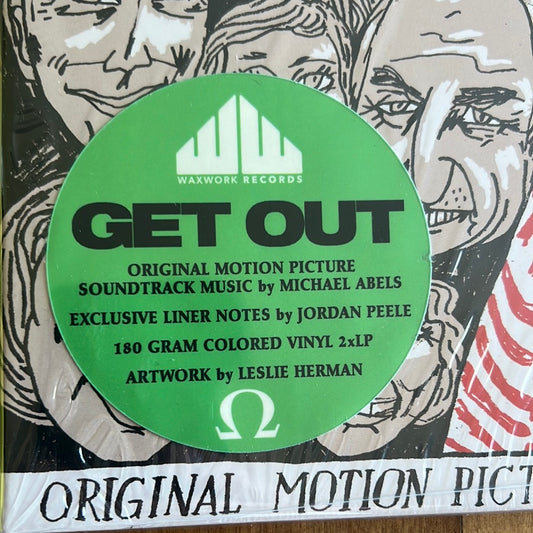 WAXWORK RECORDS
GET OUT
ORIGINAL MOTION PICTURE
SOUNDTRACK MUSIC by MICHAEL ABELS
EXCLUSIVE LINER NOTES by JORDAN PEELE
180 GRAM COLORED VINYL 2xLP
ARTWORK by LESLIE HERMAN
Ω
ORIGINAL MOTION PICT